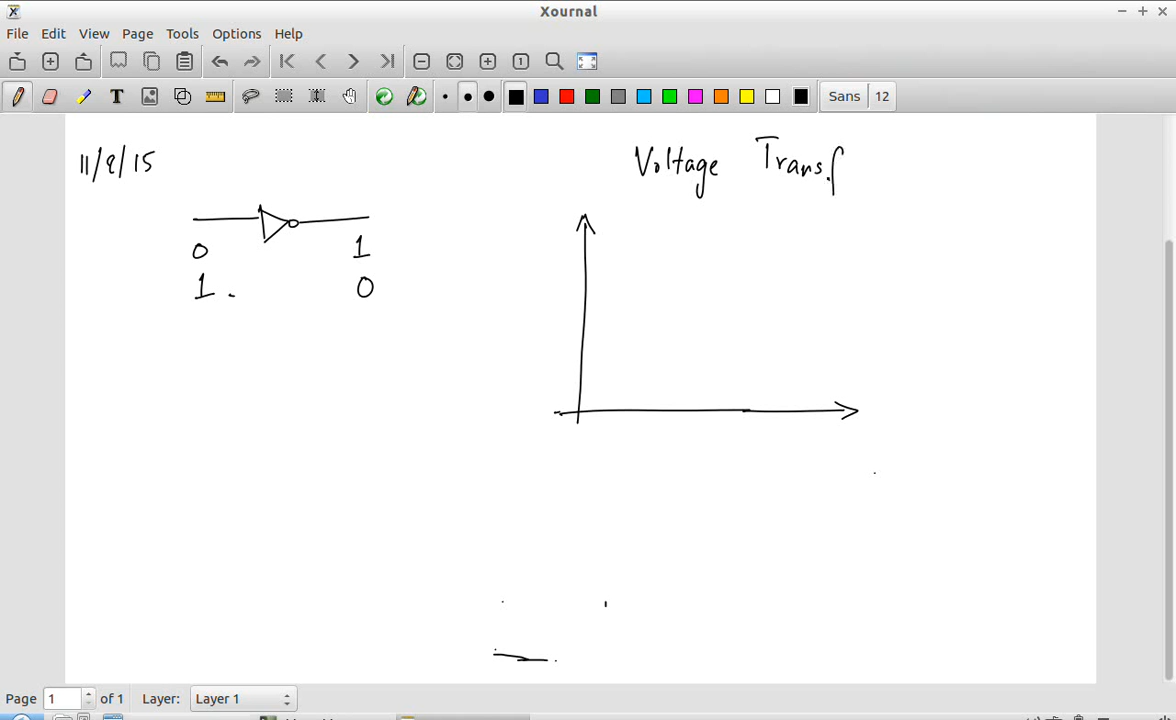 Xournal
File Edit View Page Tools Options Help
Sans 12
11/9/15
Voltage Transf
0 1
1 0
Page 1 of 1 Layer: Layer 1